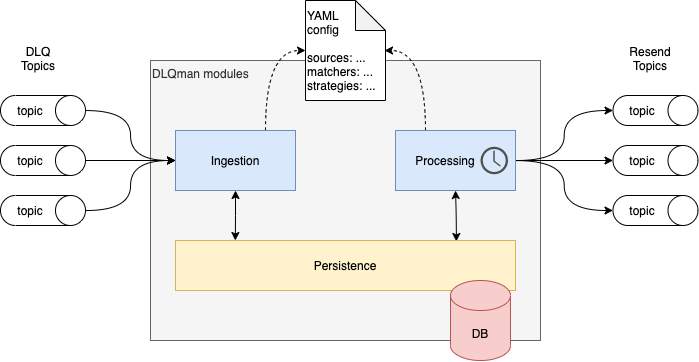 YAML
config
sources: ...
matchers: ...
strategies: ...
DLQ
Topics
Resend
Topics
DLQman modules
topic
topic
topic
Ingestion
Processing
topic
topic
topic
Persistence
DB